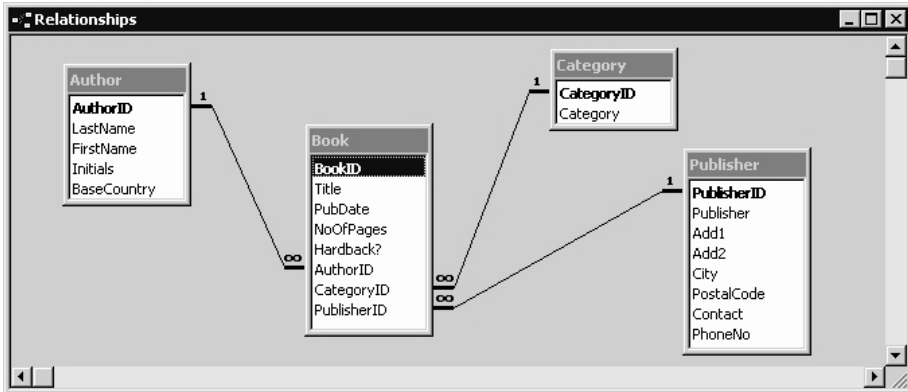 Relationships
Author
AuthorID
LastName
FirstName
Initials
BaseCountry
1
∞
Book
BookID
Title
PubDate
NoOfPages
Hardback?
AuthorID
CategoryID
PublisherID
∞
∞
1
Category
CategoryID
Category
1
Publisher
PublisherID
Publisher
Add1
Add2
City
PostalCode
Contact
PhoneNo